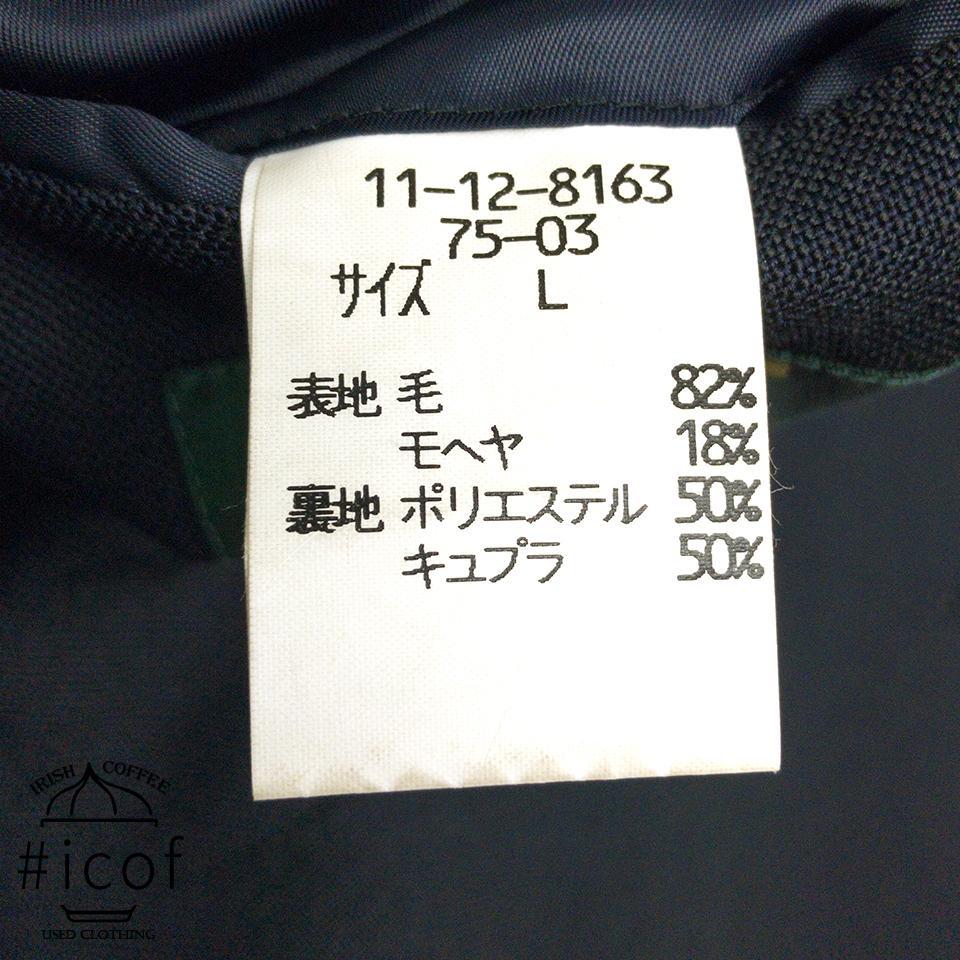 11-12-8163
75-03
サイズ L
表地 毛 82%
モヘヤ 18%
裏地 ポリエステル 50%
キュプラ 50%
IRISH COFFEE
#icof
USED CLOTHING